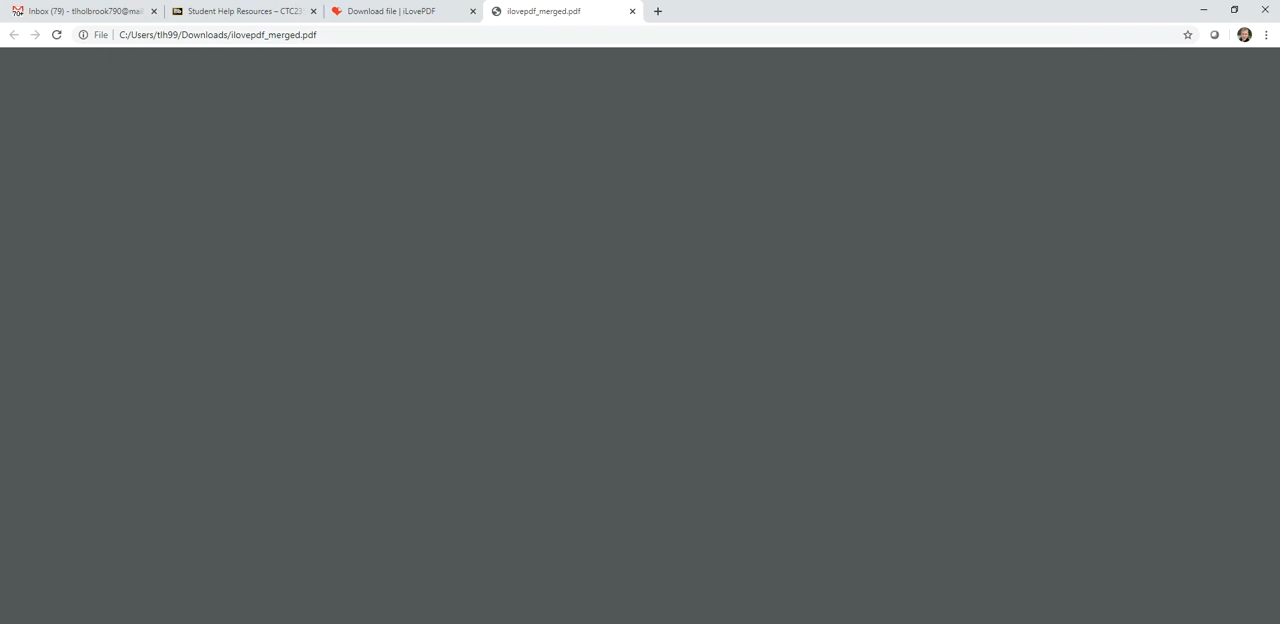 Inbox (79) - tlholbrook790@mai
Student Help Resources – CTC23
Download file | iLovePDF
ilovepdf_merged.pdf
File
C:/Users/tlh99/Downloads/ilovepdf_merged.pdf